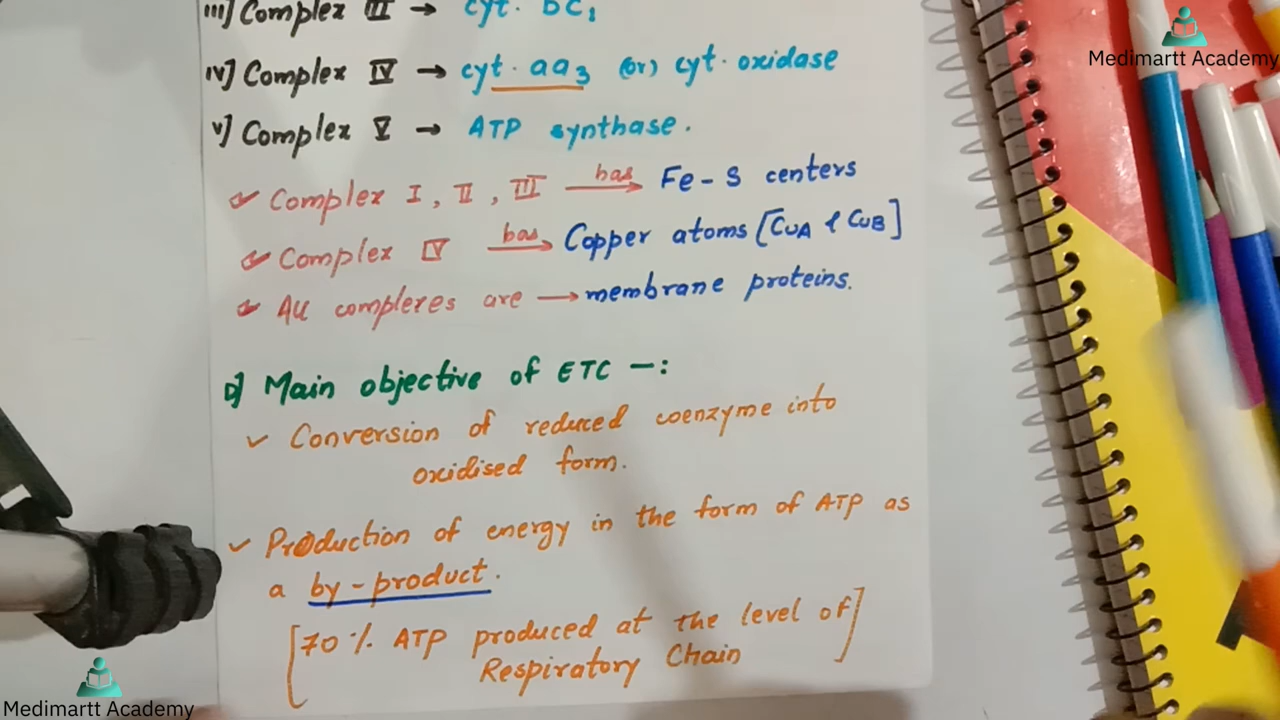 iii] Complex III → cyt. bc1
iv] Complex IV → cyt. aa3 (or) cyt. oxidase
v] Complex V → ATP synthase.
✓ Complex I, II, III has→ Fe-S centers
✓ Complex IV has→ Copper atoms [CuA & CuB]
✓ All complexes are → membrane proteins.
D] Main objective of ETC -:
✓ Conversion of reduced coenzyme into
oxidised form.
✓ Production of energy in the form of ATP as
a by-product.
[70% ATP produced at the level of
Respiratory Chain]
Medimartt Academy
Medimartt Academy